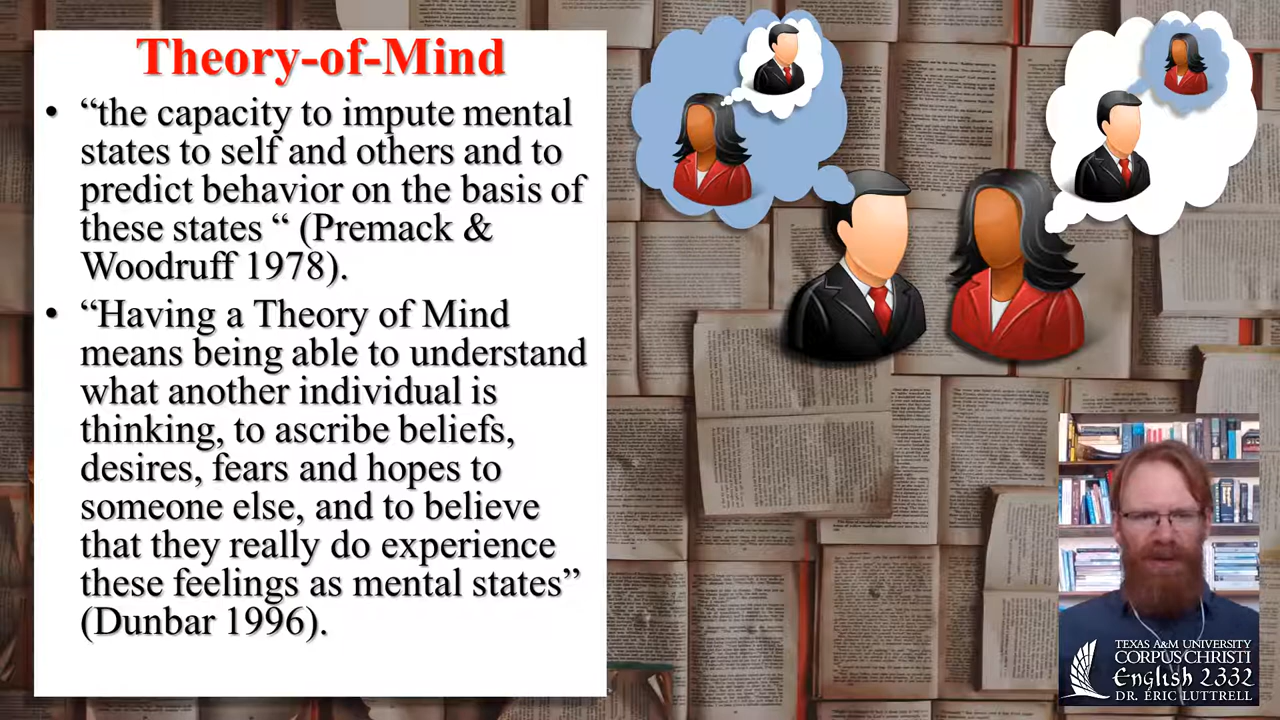 Theory-of-Mind
• “the capacity to impute mental
states to self and others and to
predict behavior on the basis of
these states “ (Premack &
Woodruff 1978).
• “Having a Theory of Mind
means being able to understand
what another individual is
thinking, to ascribe beliefs,
desires, fears and hopes to
someone else, and to believe
that they really do experience
these feelings as mental states”
(Dunbar 1996).
TEXAS A&M UNIVERSITY
CORPUS CHRISTI
English 2332
DR. ERIC LUTTRELL